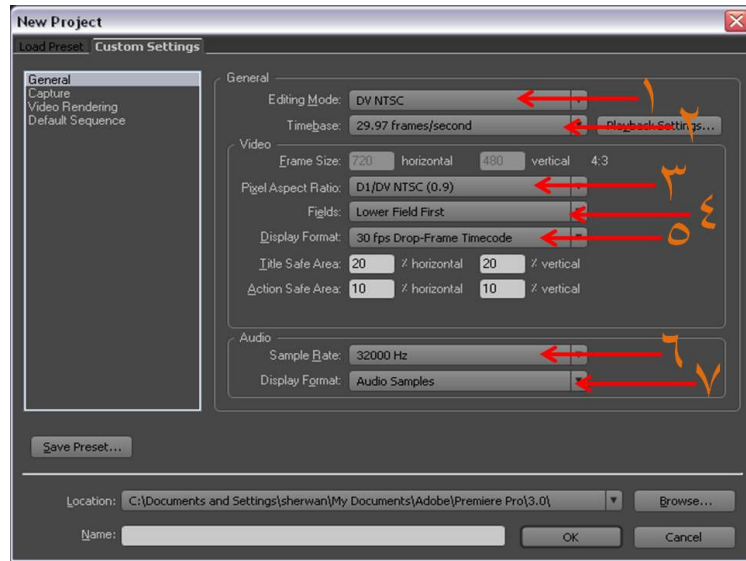 New Project
Load Preset Custom Settings
General
Capture
Video Rendering
Default Sequence
General
Editing Mode: DV NTSC ١
Timebase: 29.97 frames/second Playback Settings... ٢
Video
Frame Size: 720 horizontal 480 vertical 4:3
Pixel Aspect Ratio: D1/DV NTSC (0.9) ٣
Fields: Lower Field First ٤
Display Format: 30 fps Drop-Frame Timecode ٥
Title Safe Area: 20 % horizontal 20 % vertical
Action Safe Area: 10 % horizontal 10 % vertical
Audio
Sample Rate: 32000 Hz ٦
Display Format: Audio Samples ٧
Save Preset...
Location: C:\Documents and Settings\sherwan\My Documents\Adobe\Premiere Pro\3.0\ Browse...
Name: OK Cancel